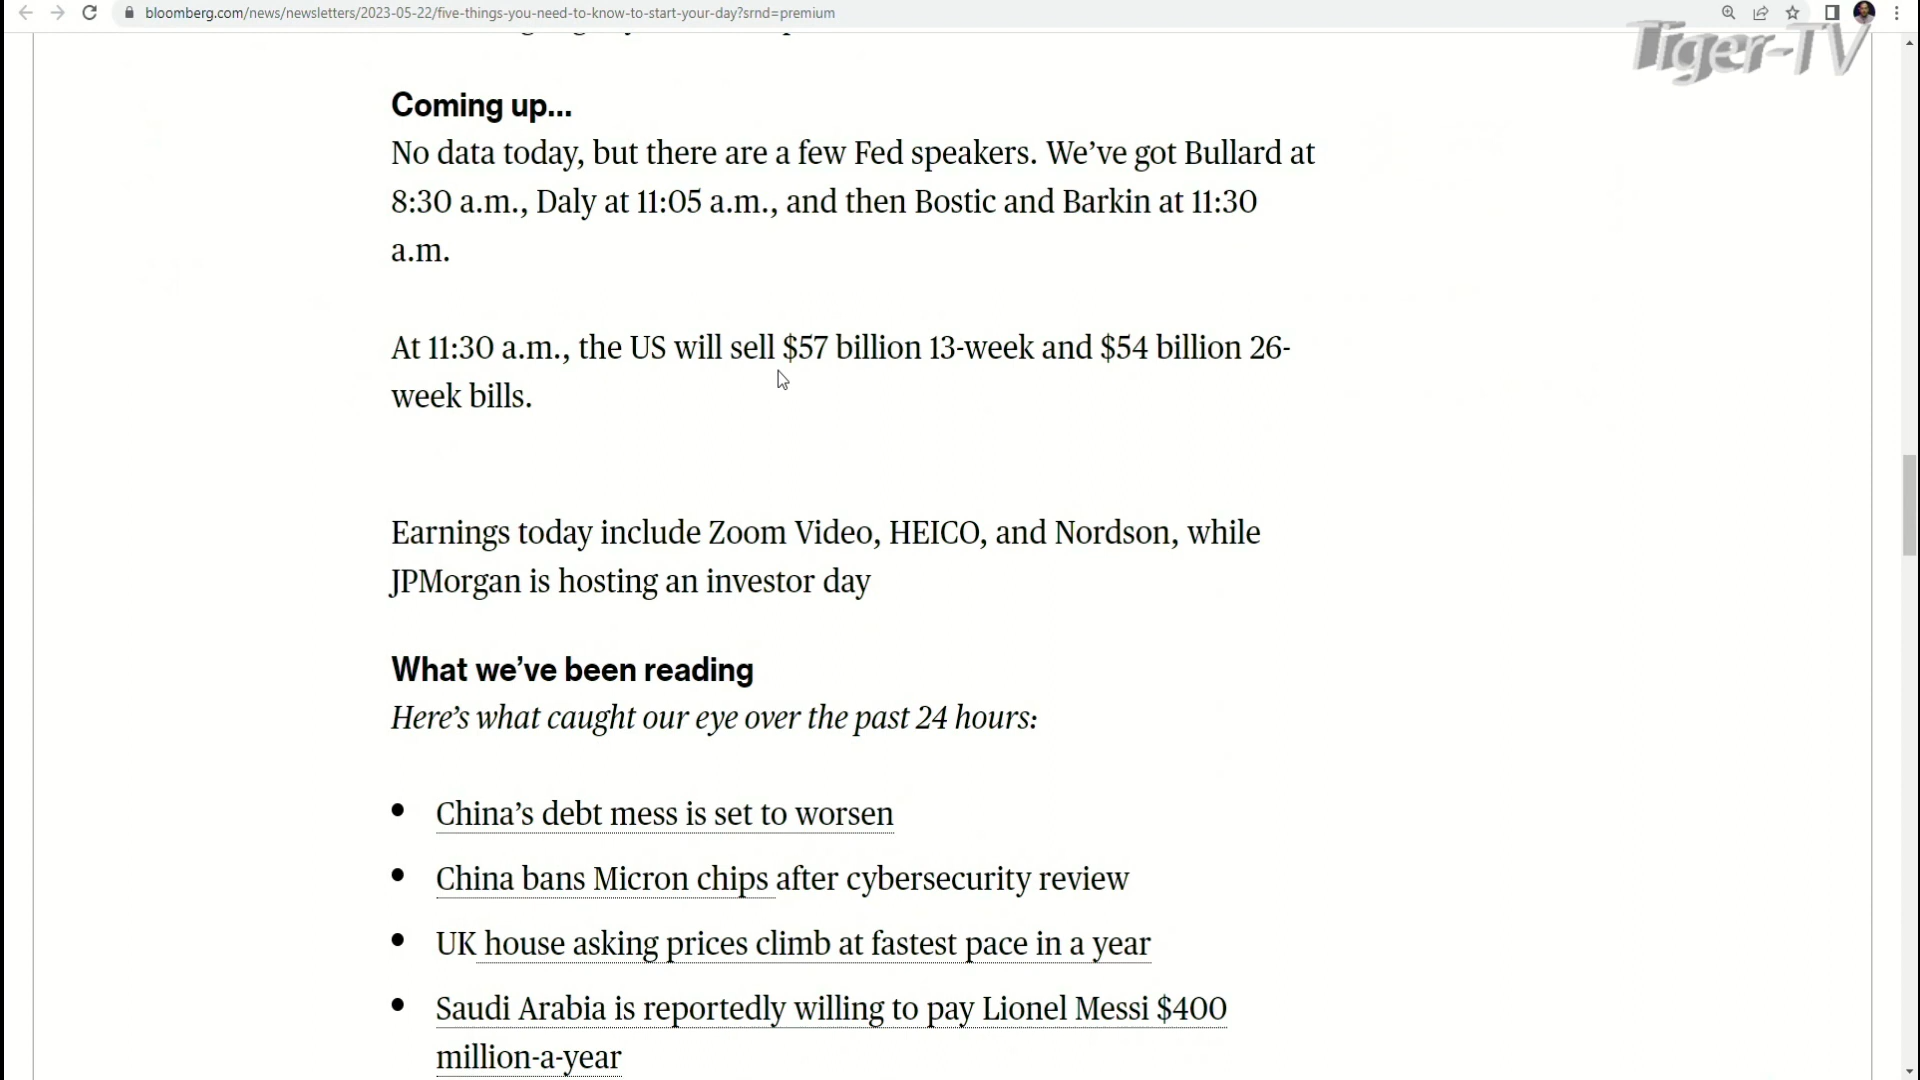 bloomberg.com/news/newsletters/2023-05-22/five-things-you-need-to-know-to-start-your-day?srnd=premium
Tiger-TV
Coming up...
No data today, but there are a few Fed speakers. We’ve got Bullard at
8:30 a.m., Daly at 11:05 a.m., and then Bostic and Barkin at 11:30
a.m.
At 11:30 a.m., the US will sell $57 billion 13-week and $54 billion 26-
week bills.
Earnings today include Zoom Video, HEICO, and Nordson, while
JPMorgan is hosting an investor day
What we’ve been reading
Here’s what caught our eye over the past 24 hours:
• China’s debt mess is set to worsen
• China bans Micron chips after cybersecurity review
• UK house asking prices climb at fastest pace in a year
• Saudi Arabia is reportedly willing to pay Lionel Messi $400
million-a-year